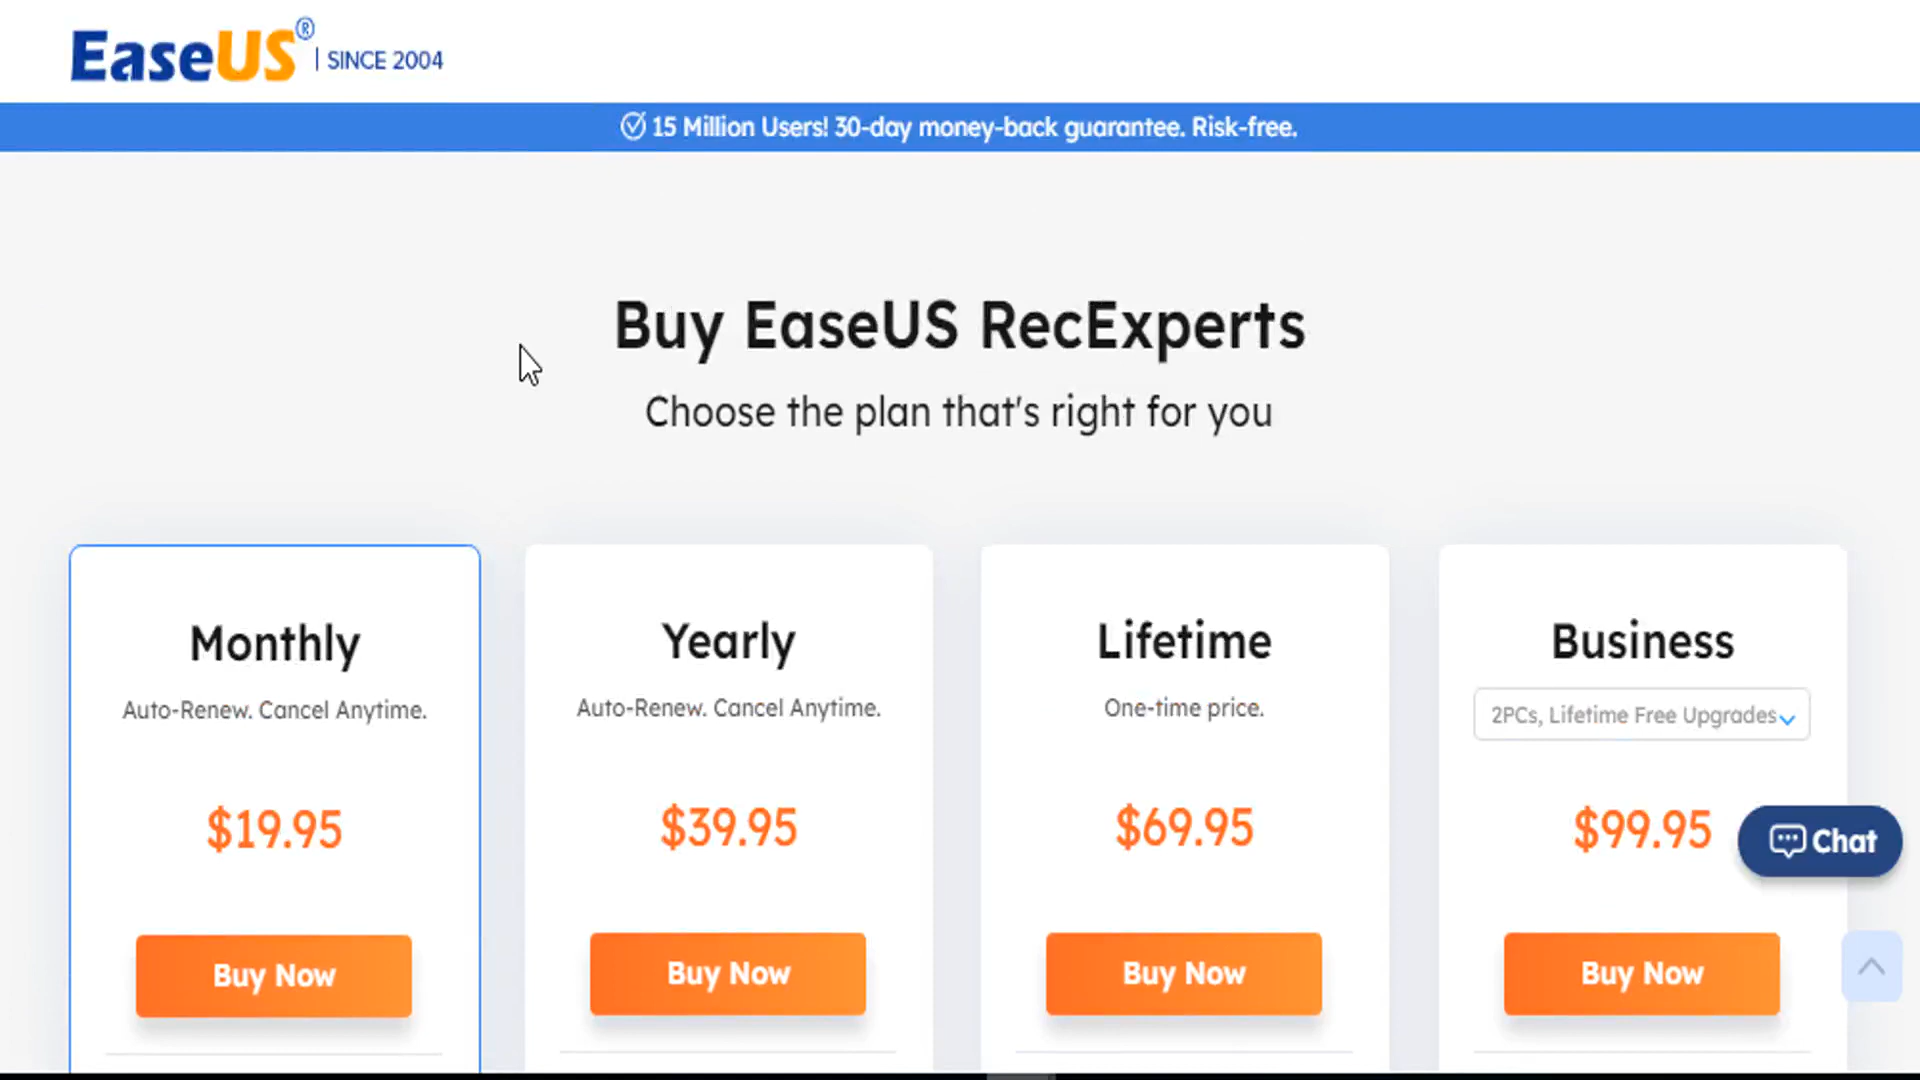 EaseUS® | SINCE 2004
15 Million Users! 30-day money-back guarantee. Risk-free.
Buy EaseUS RecExperts
Choose the plan that's right for you
Monthly
Auto-Renew. Cancel Anytime.
$19.95
Buy Now
Yearly
Auto-Renew. Cancel Anytime.
$39.95
Buy Now
Lifetime
One-time price.
$69.95
Buy Now
Business
2PCs, Lifetime Free Upgrades
$99.95
Buy Now
Chat